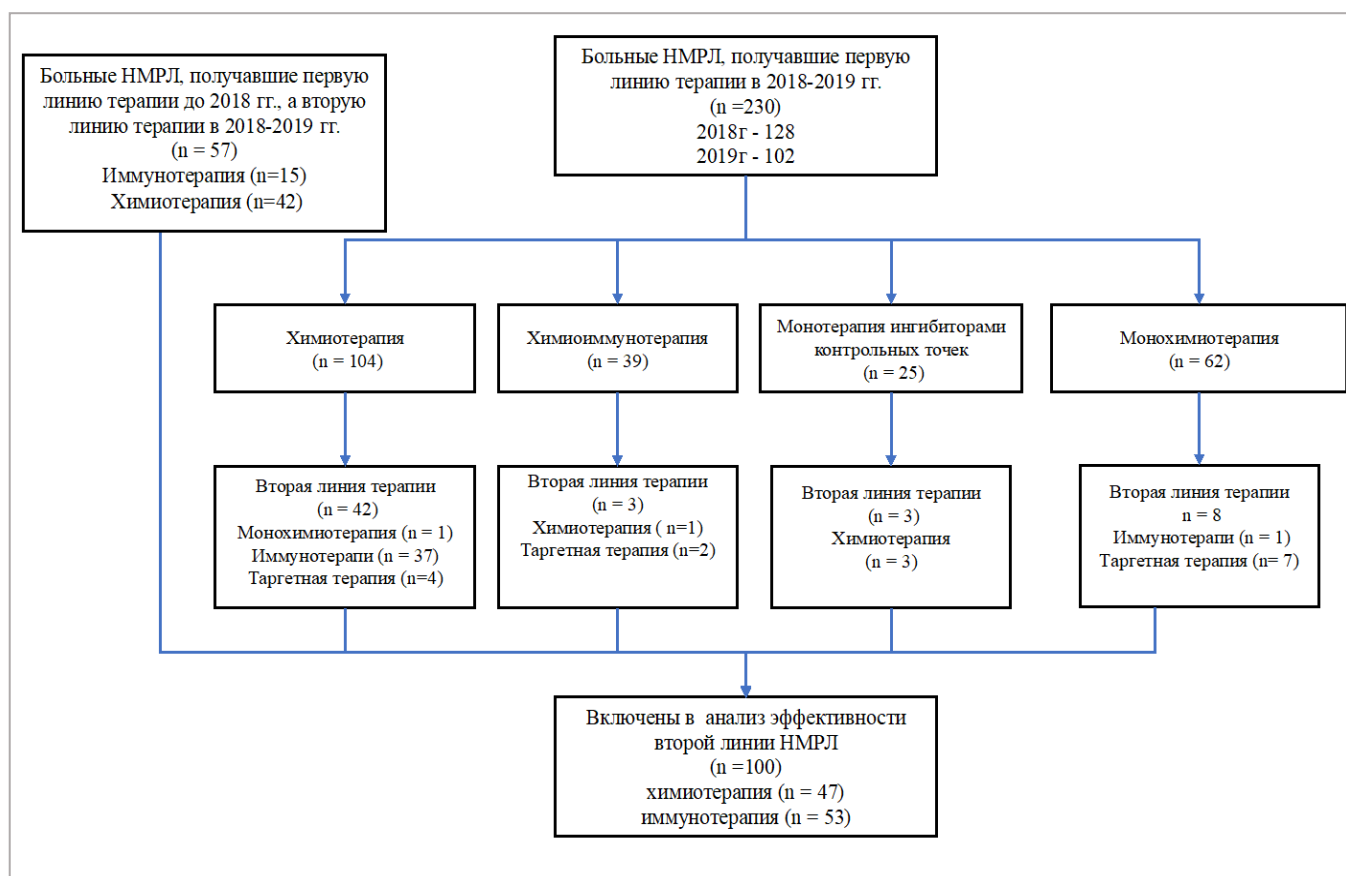 Больные НМРЛ, получавшие первую
линию терапии до 2018 гг., а вторую
линию терапии в 2018-2019 гг.
(n = 57)
Иммунотерапия (n=15)
Химиотерапия (n=42)
Больные НМРЛ, получавшие первую
линию терапии в 2018-2019 гг.
(n =230)
2018г - 128
2019г - 102
Химиотерапия
(n = 104)
Химиоиммунотерапия
(n = 39)
Монотерапия ингибиторами
контрольных точек
(n = 25)
Монохимиотерапия
(n = 62)
Вторая линия терапии
(n = 42)
Монохимиотерапия (n = 1)
Иммунотерапи (n = 37)
Таргетная терапия (n=4)
Вторая линия терапии
(n = 3)
Химиотерапия ( n=1)
Таргетная терапия (n=2)
Вторая линия терапии
(n = 3)
Химиотерапия
(n = 3)
Вторая линия терапии
n = 8
Иммунотерапи (n = 1)
Таргетная терапия (n= 7)
Включены в анализ эффективности
второй линии НМРЛ
(n =100)
химиотерапия (n = 47)
иммунотерапия (n = 53)